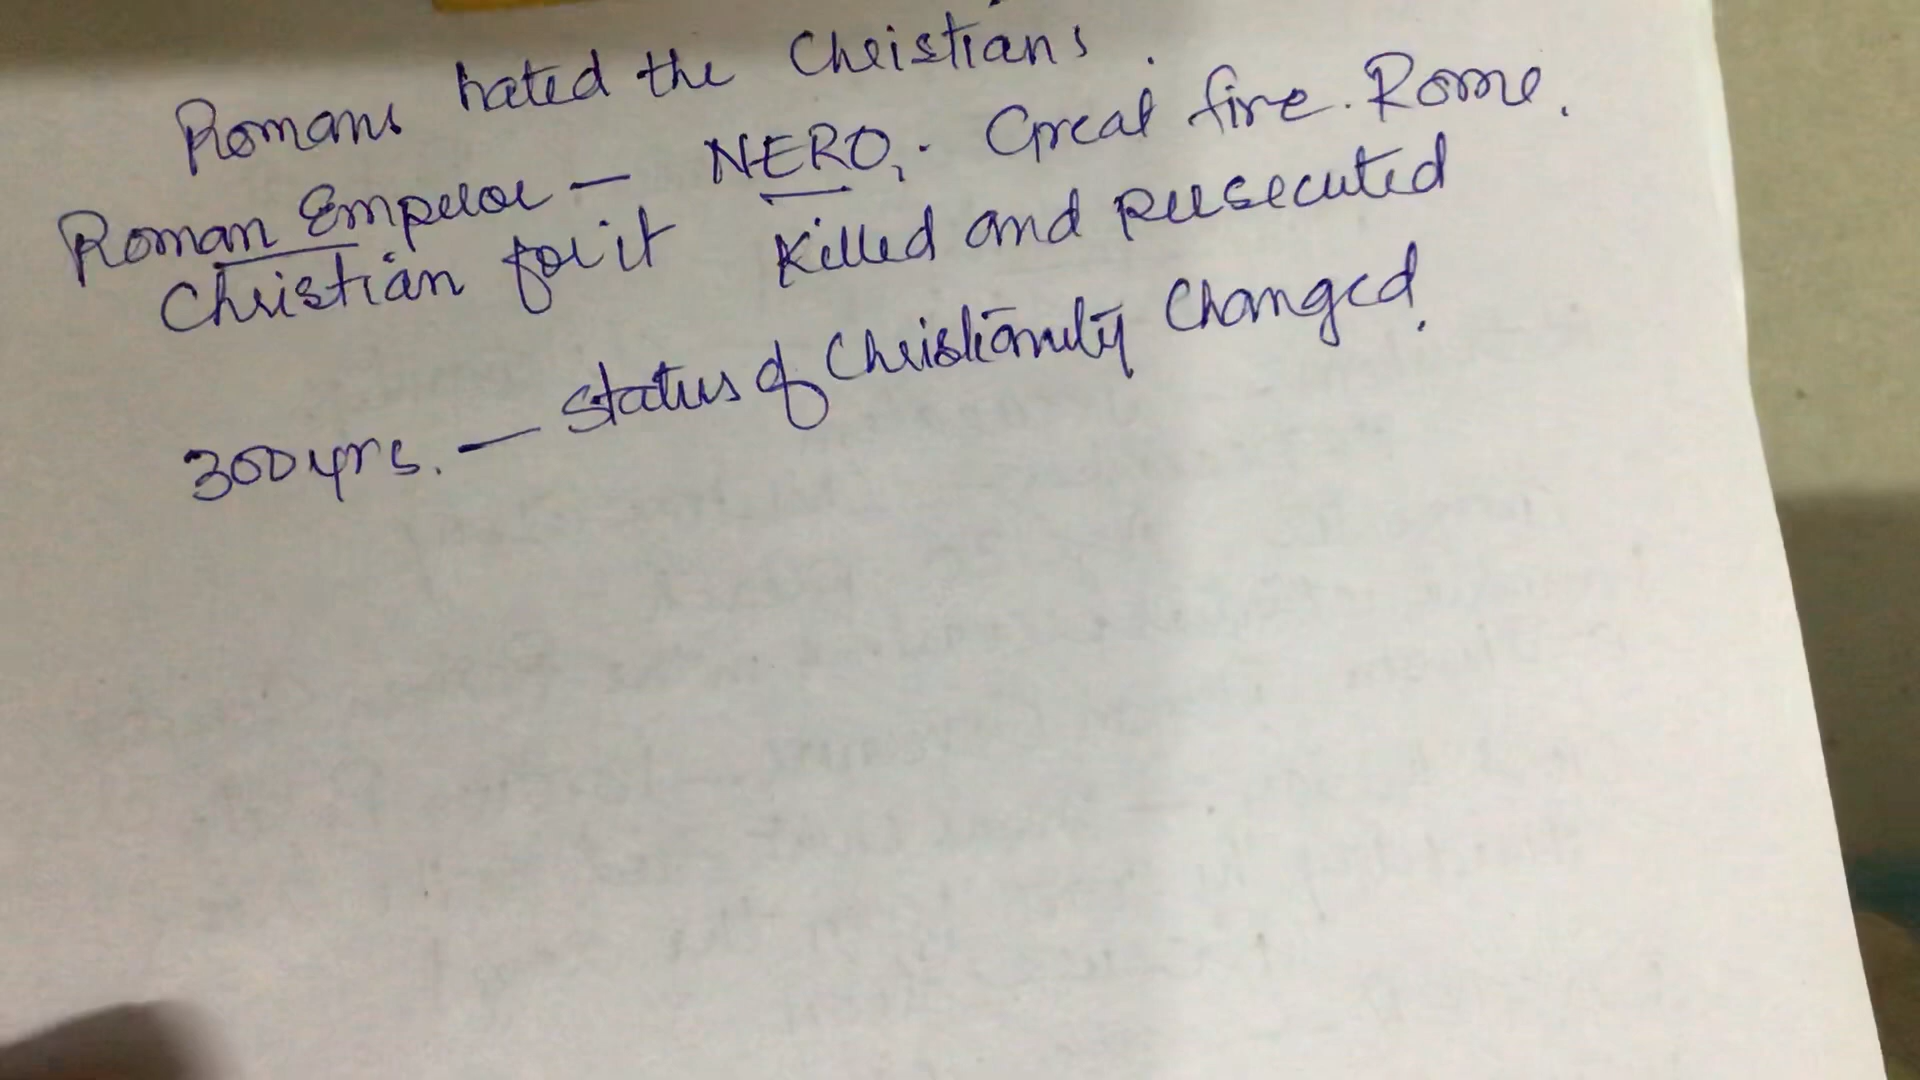 Romans hated the Christians.
Roman Emperor — NERO,. Great fire. Rome.
Christian for it killed and persecuted
300 yrs. — status of Christianity changed.